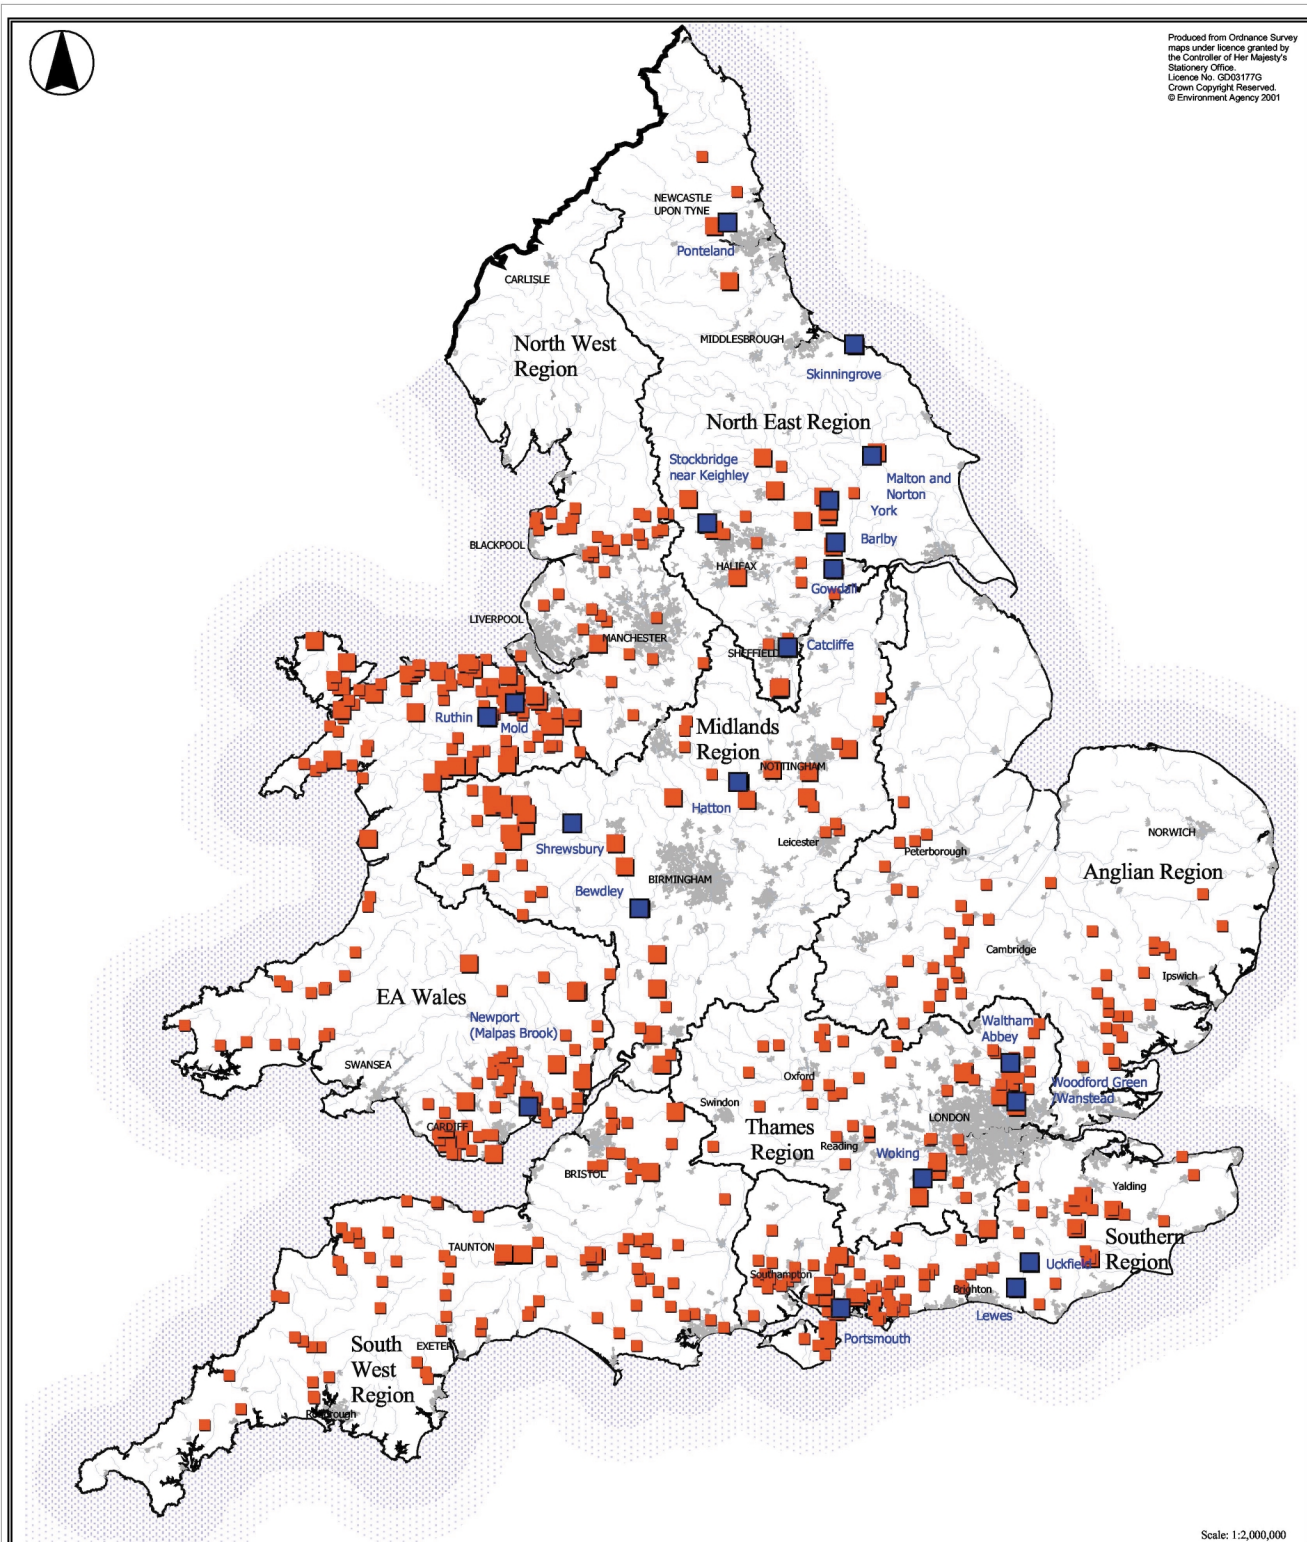 Produced from Ordnance Survey
maps under licence granted by
the Controller of Her Majesty's
Stationery Office.
Licence No. GD03177G
Crown Copyright Reserved.
© Environment Agency 2001
NEWCASTLE
UPON TYNE
Ponteland
CARLISLE
North West
Region
MIDDLESBROUGH
Skinningrove
North East Region
Stockbridge
near Keighley
Malton and
Norton
York
BLACKPOOL
Barlby
HALIFAX
Gowdall
LIVERPOOL
MANCHESTER
SHEFFIELD
Catcliffe
Ruthin
Mold
Midlands
Region
NOTTINGHAM
Hatton
Shrewsbury
Leicester
Peterborough
NORWICH
BIRMINGHAM
Bewdley
Anglian Region
Cambridge
Ipswich
EA Wales
Newport
(Malpas Brook)
Waltham
Abbey
SWANSEA
Oxford
Woodford Green
/Wanstead
Swindon
LONDON
CARDIFF
Thames
Region
Reading
Woking
BRISTOL
Yalding
TAUNTON
Southern
Region
Uckfield
Southampton
Brighton
Lewes
Portsmouth
EXETER
South
West
Region
Scale: 1:2,000,000